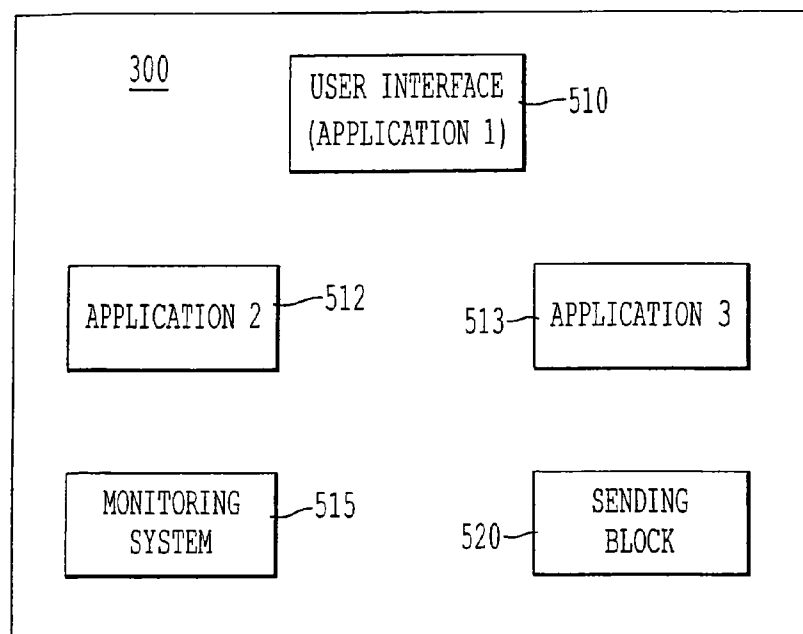 300
USER INTERFACE
(APPLICATION 1)
510
APPLICATION 2
512
513
APPLICATION 3
MONITORING
SYSTEM
515
520
SENDING
BLOCK